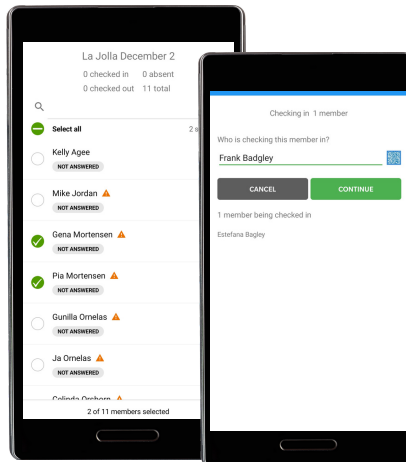 La Jolla December 2
0 checked in 0 absent
0 checked out 11 total
Select all 2 s
Kelly Agee
NOT ANSWERED
Mike Jordan
NOT ANSWERED
Gena Mortensen
NOT ANSWERED
Pia Mortensen
NOT ANSWERED
Gunilla Ornelas
NOT ANSWERED
Ja Ornelas
NOT ANSWERED
Celinda Orshorn
2 of 11 members selected
Checking in 1 member
Who is checking this member in?
Frank Badgley
CANCEL CONTINUE
1 member being checked in
Estefana Bagley